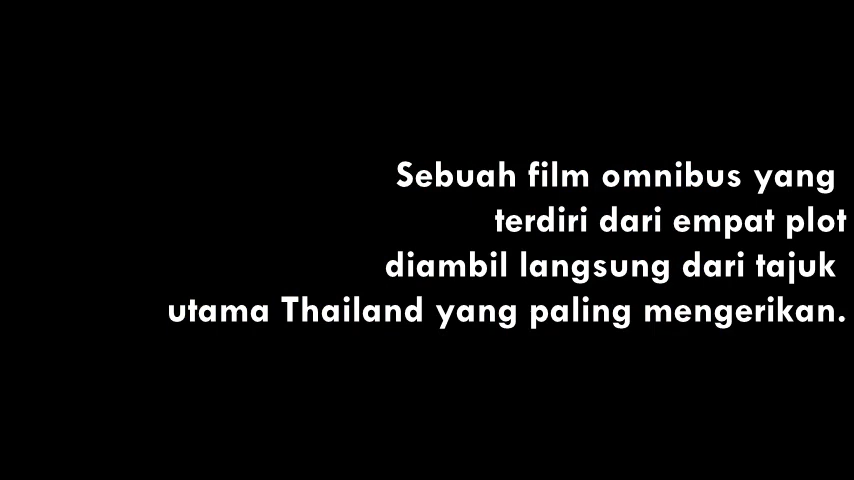 Sebuah film omnibus yang
terdiri dari empat plot
diambil langsung dari tajuk
utama Thailand yang paling mengerikan.